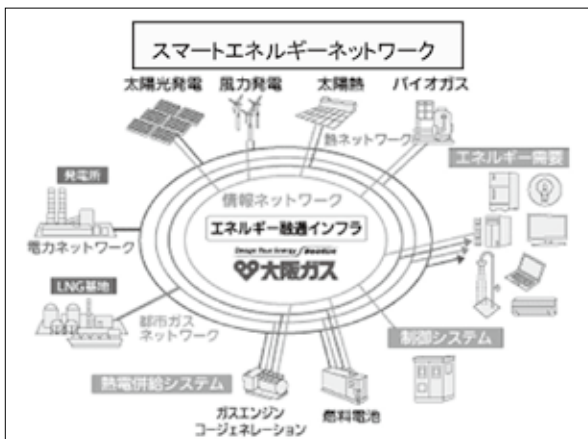 スマートエネルギーネットワーク
太陽光発電
風力発電
太陽熱
バイオガス
熱ネットワーク
エネルギー需要
発電所
情報ネットワーク
エネルギー融通インフラ
電力ネットワーク
Design Your Energy
大阪ガス
LNG基地
都市ガス
ネットワーク
制御システム
熱電併給システム
ガスエンジン
コージェネレーション
燃料電池